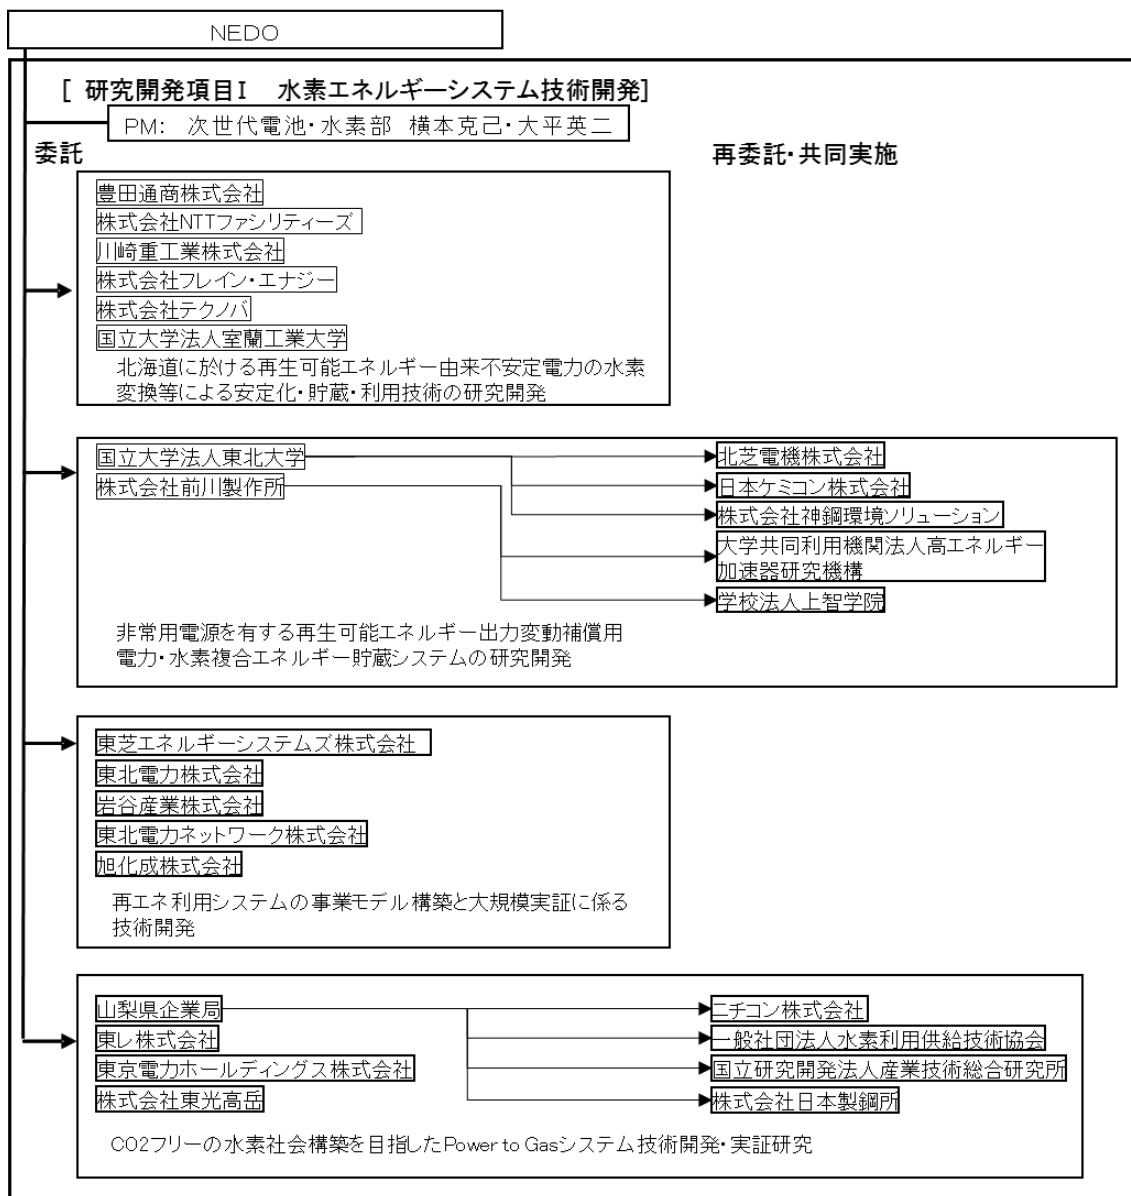 NEDO
[ 研究開発項目Ⅰ 水素エネルギーシステム技術開発]
PM: 次世代電池・水素部 横本克己・大平英二
委託
再委託・共同実施
豊田通商株式会社
株式会社NTTファシリティーズ
川崎重工業株式会社
株式会社フレイン・エナジー
株式会社テクノバ
国立大学法人室蘭工業大学
北海道に於ける再生可能エネルギー由来不安定電力の水素
変換等による安定化・貯蔵・利用技術の研究開発
国立大学法人東北大学
株式会社前川製作所
北芝電機株式会社
日本ケミコン株式会社
株式会社神鋼環境ソリューション
大学共同利用機関法人高エネルギー
加速器研究機構
学校法人上智学院
非常用電源を有する再生可能エネルギー出力変動補償用
電力・水素複合エネルギー貯蔵システムの研究開発
東芝エネルギーシステムズ株式会社
東北電力株式会社
岩谷産業株式会社
東北電力ネットワーク株式会社
旭化成株式会社
再エネ利用システムの事業モデル構築と大規模実証に係る
技術開発
山梨県企業局
東レ株式会社
東京電力ホールディングス株式会社
株式会社東光高岳
ニチコン株式会社
一般社団法人水素利用供給技術協会
国立研究開発法人産業技術総合研究所
株式会社日本製鋼所
CO2フリーの水素社会構築を目指したPower to Gasシステム技術開発・実証研究